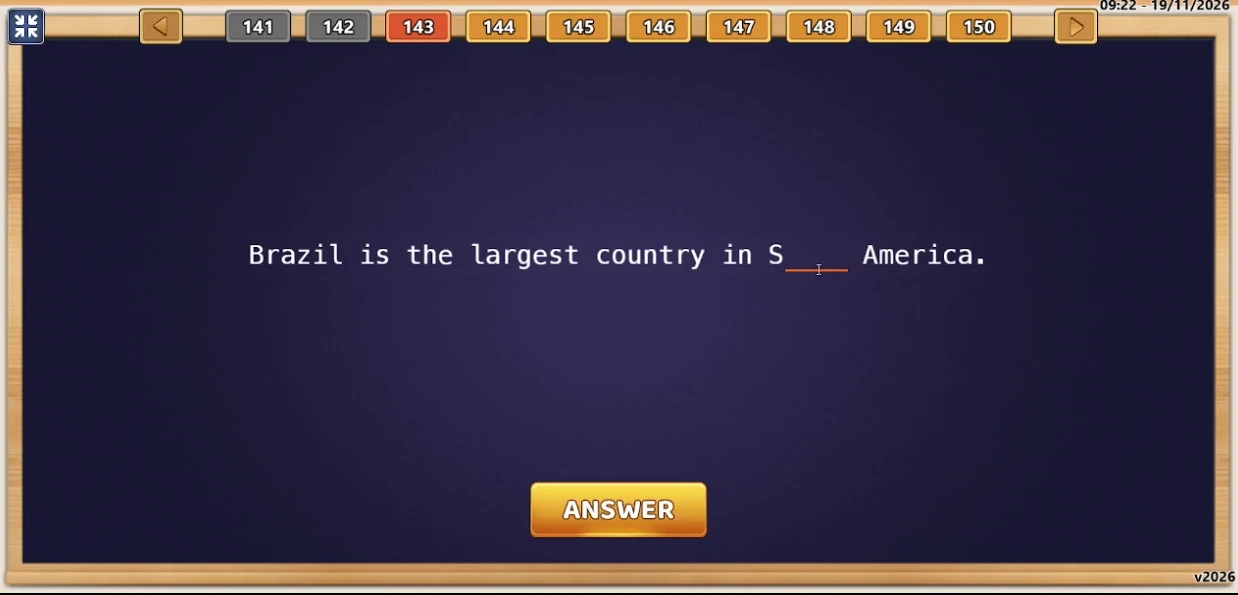 09:22 - 19/11/2026
141 142 143 144 145 146 147 148 149 150
Brazil is the largest country in S____ America.
ANSWER
v2026